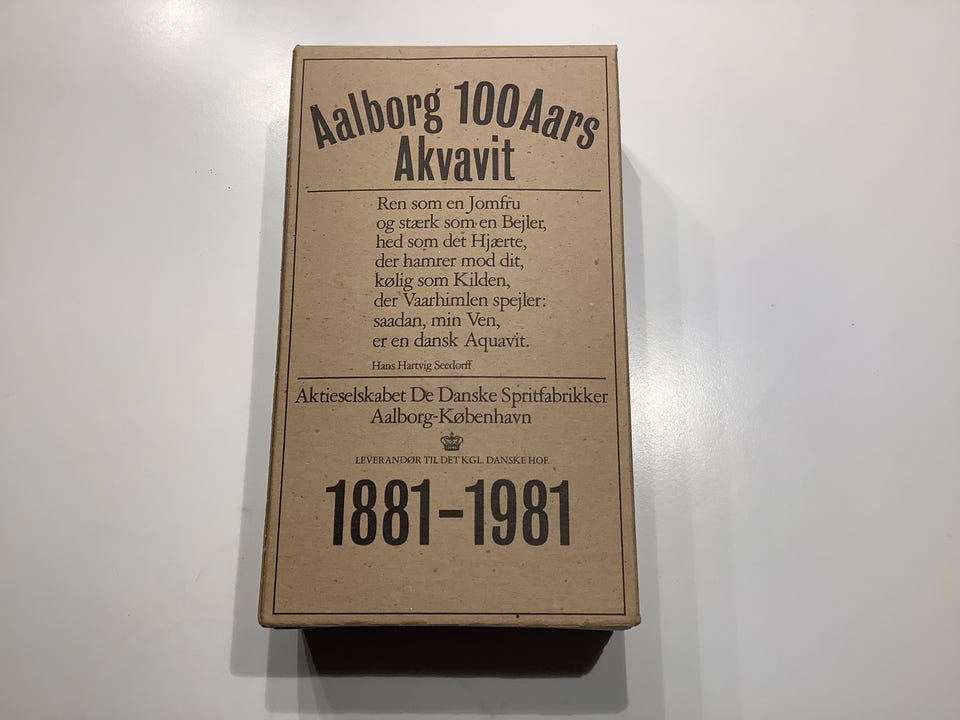 Aalborg 100 Aars
Akvavit
Ren som en Jomfru
og stærk som en Bejler,
hed som det Hjærte,
der hamrer mod dit,
kølig som Kilden,
der Vaarhimlen spejler:
saadan, min Ven,
er en dansk Aquavit.
Hans Hartvig Seedorff
Aktieselskabet De Danske Spritfabrikker
Aalborg-København
LEVERANDØR TIL DET KGL. DANSKE HOF.
1881-1981